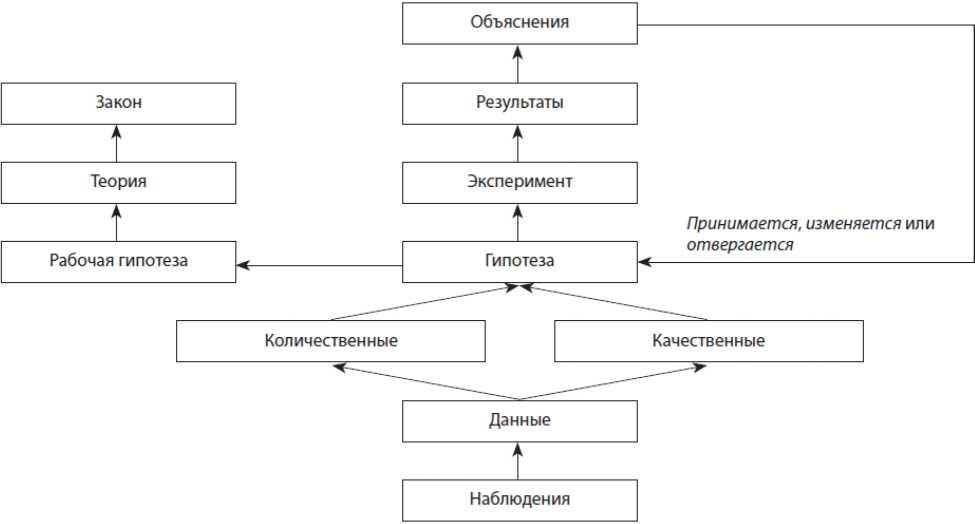 Объяснения
Закон
Результаты
Теория
Эксперимент
Принимается, изменяется или
отвергается
Рабочая гипотеза
Гипотеза
Количественные
Качественные
Данные
Наблюдения